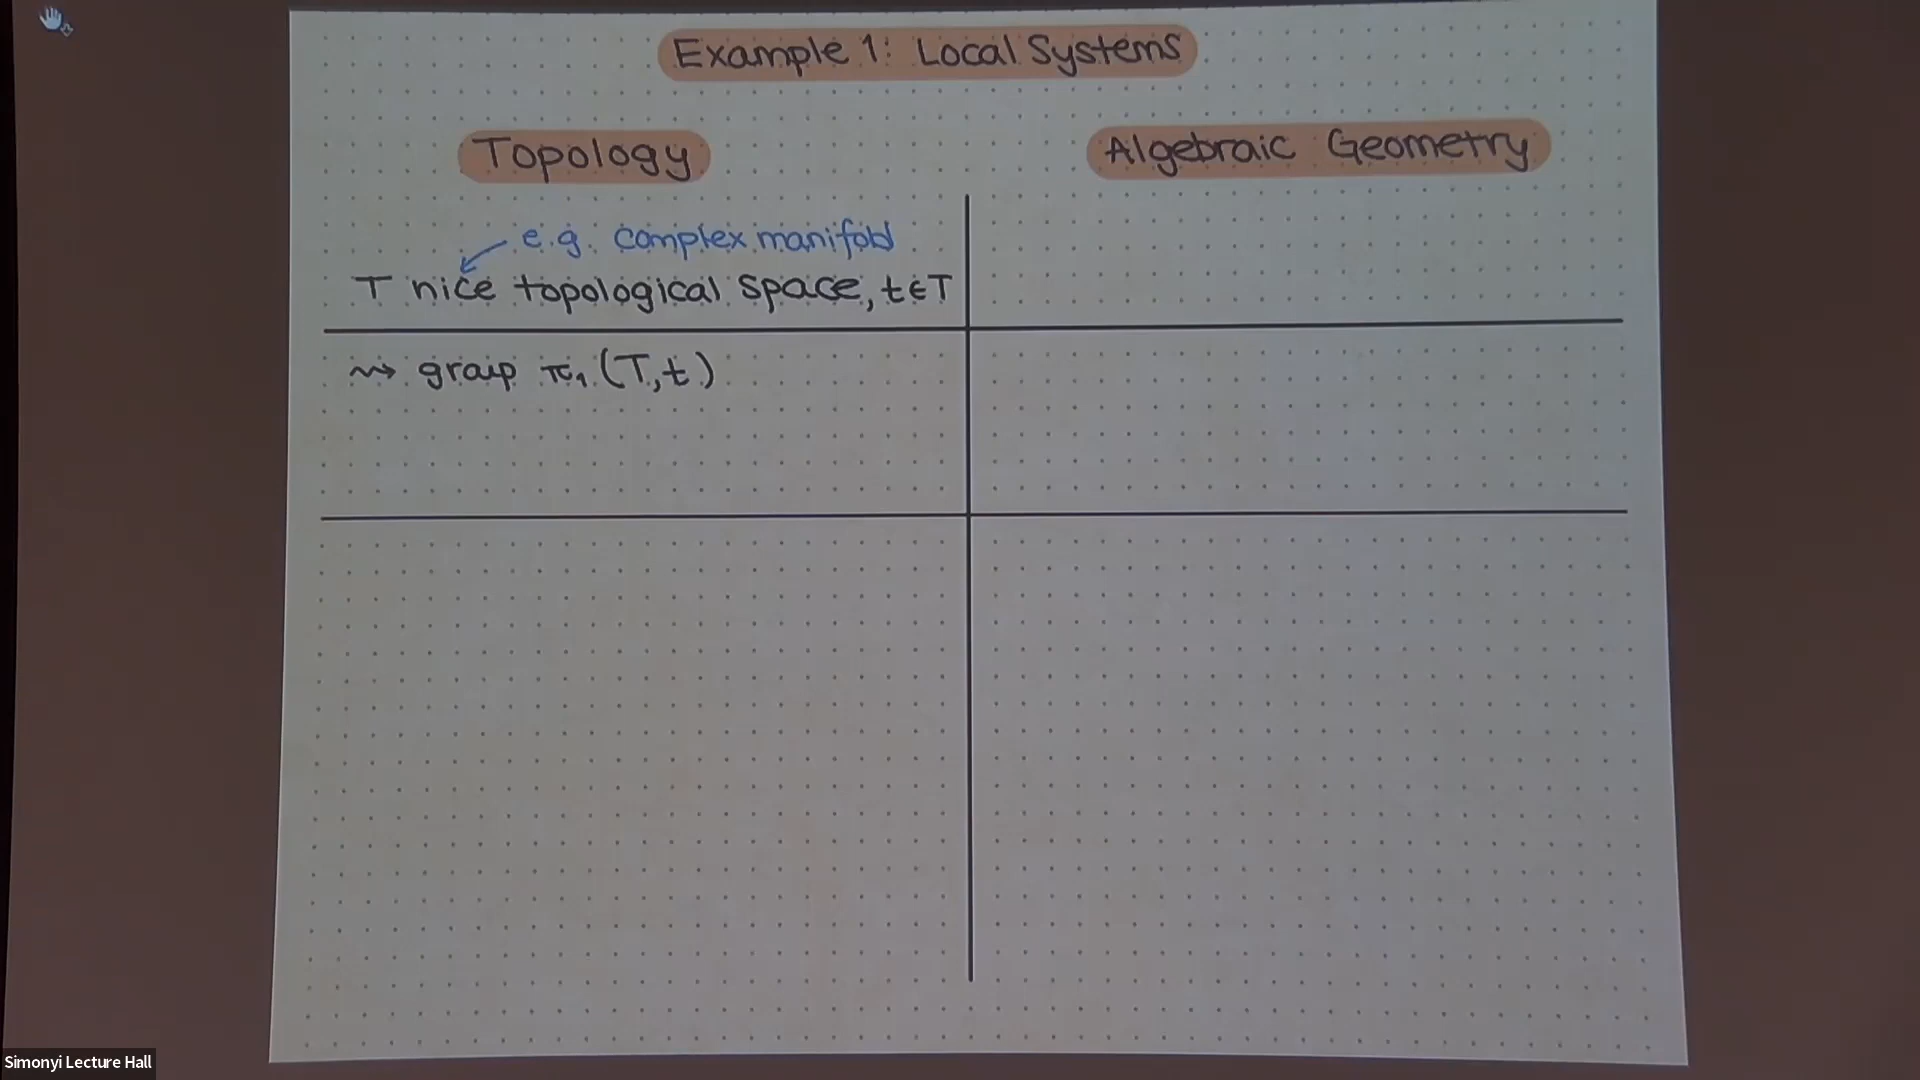 Example 1: Local Systems
Topology
Algebraic Geometry
e.g. complex manifold
T nice topological space, t∈T
⇝ group π₁(T,t)
Simonyi Lecture Hall